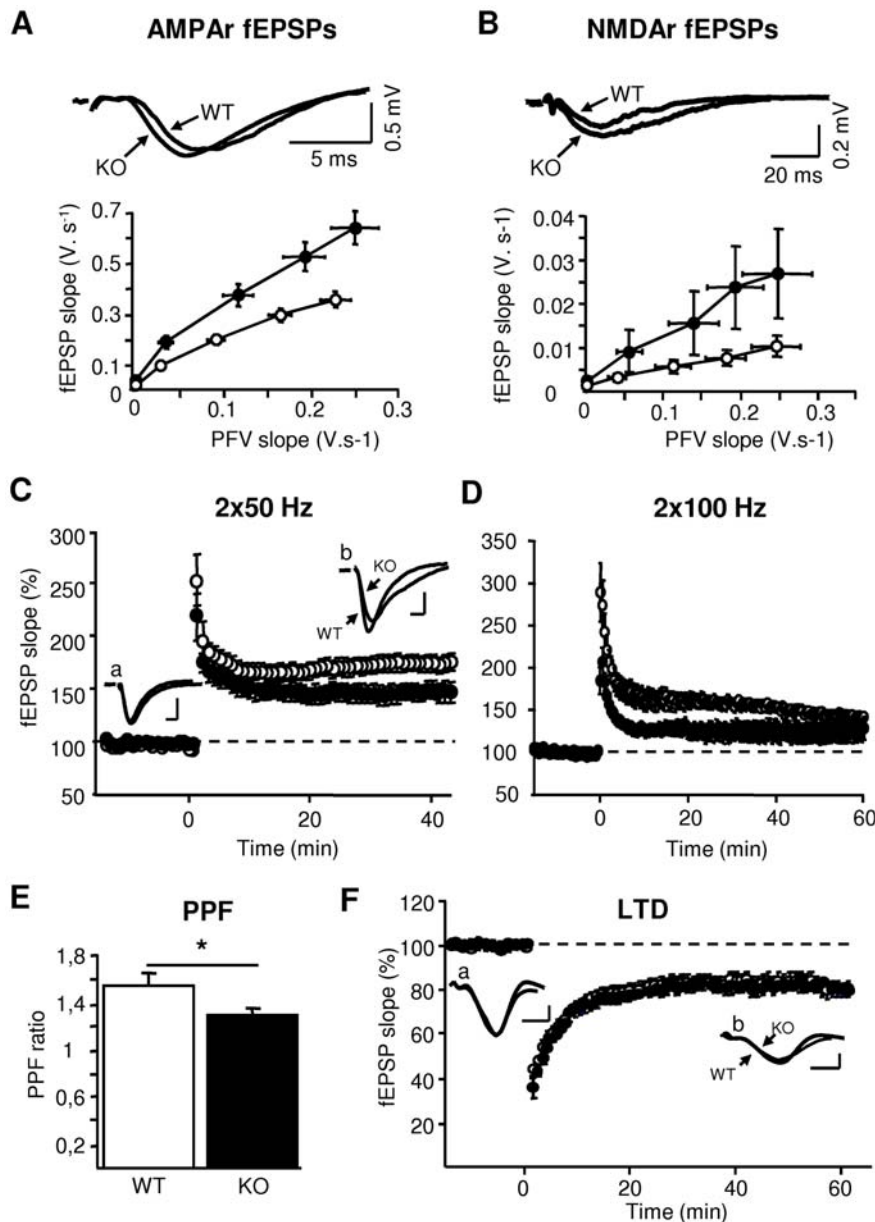 A
AMPAr fEPSPs
WT
KO
0.5 mV
5 ms
fEPSP slope (V. s-1)
0.7
0.5
0.3
0.1
0
0.1
0.2
0.3
PFV slope (V.s-1)
B
NMDAr fEPSPs
WT
KO
0.2 mV
20 ms
fEPSP slope (V. s-1)
0.04
0.03
0.02
0.01
0
0.1
0.2
0.3
PFV slope (V.s-1)
C
2x50 Hz
fEPSP slope (%)
300
250
200
150
100
50
a
b
KO
WT
0
20
40
Time (min)
D
2x100 Hz
350
300
250
200
150
100
50
0
20
40
60
Time (min)
E
PPF
*
PPF ratio
1,8
1,4
1
0,6
0,2
WT
KO
F
LTD
fEPSP slope (%)
120
100
80
60
40
20
a
b
KO
WT
0
20
40
60
Time (min)